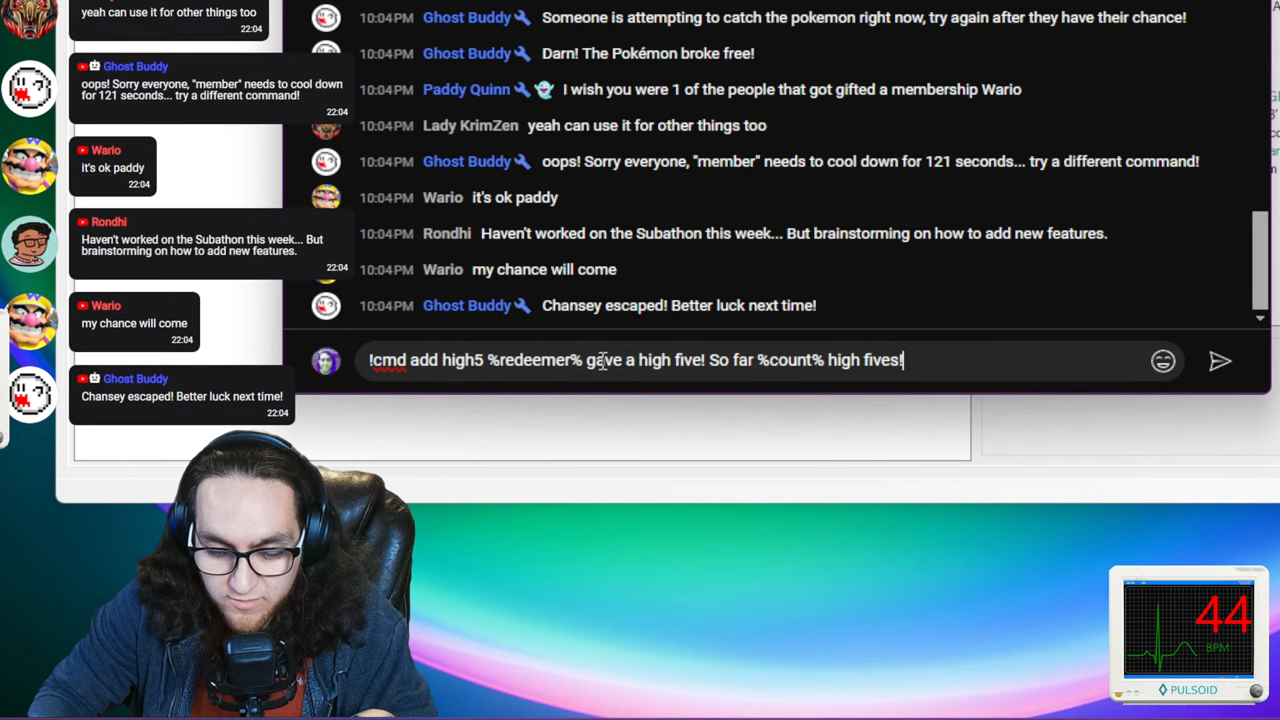 yeah can use it for other things too
22:04
Ghost Buddy
oops! Sorry everyone, "member" needs to cool down
for 121 seconds... try a different command!
22:04
Wario
it's ok paddy
22:04
Rondhi
Haven't worked on the Subathon this week... But
brainstorming on how to add new features.
22:04
Wario
my chance will come
22:04
Ghost Buddy
Chansey escaped! Better luck next time!
22:04
10:04PM Ghost Buddy Someone is attempting to catch the pokemon right now, try again after they have their chance!
10:04PM Ghost Buddy Darn! The Pokémon broke free!
10:04PM Paddy Quinn I wish you were 1 of the people that got gifted a membership Wario
10:04PM Lady KrimZen yeah can use it for other things too
10:04PM Ghost Buddy oops! Sorry everyone, "member" needs to cool down for 121 seconds... try a different command!
10:04PM Wario it's ok paddy
10:04PM Rondhi Haven't worked on the Subathon this week... But brainstorming on how to add new features.
10:04PM Wario my chance will come
10:04PM Ghost Buddy Chansey escaped! Better luck next time!
!cmd add high5 %redeemer% gave a high five! So far %count% high fives!
44
BPM
PULSOID